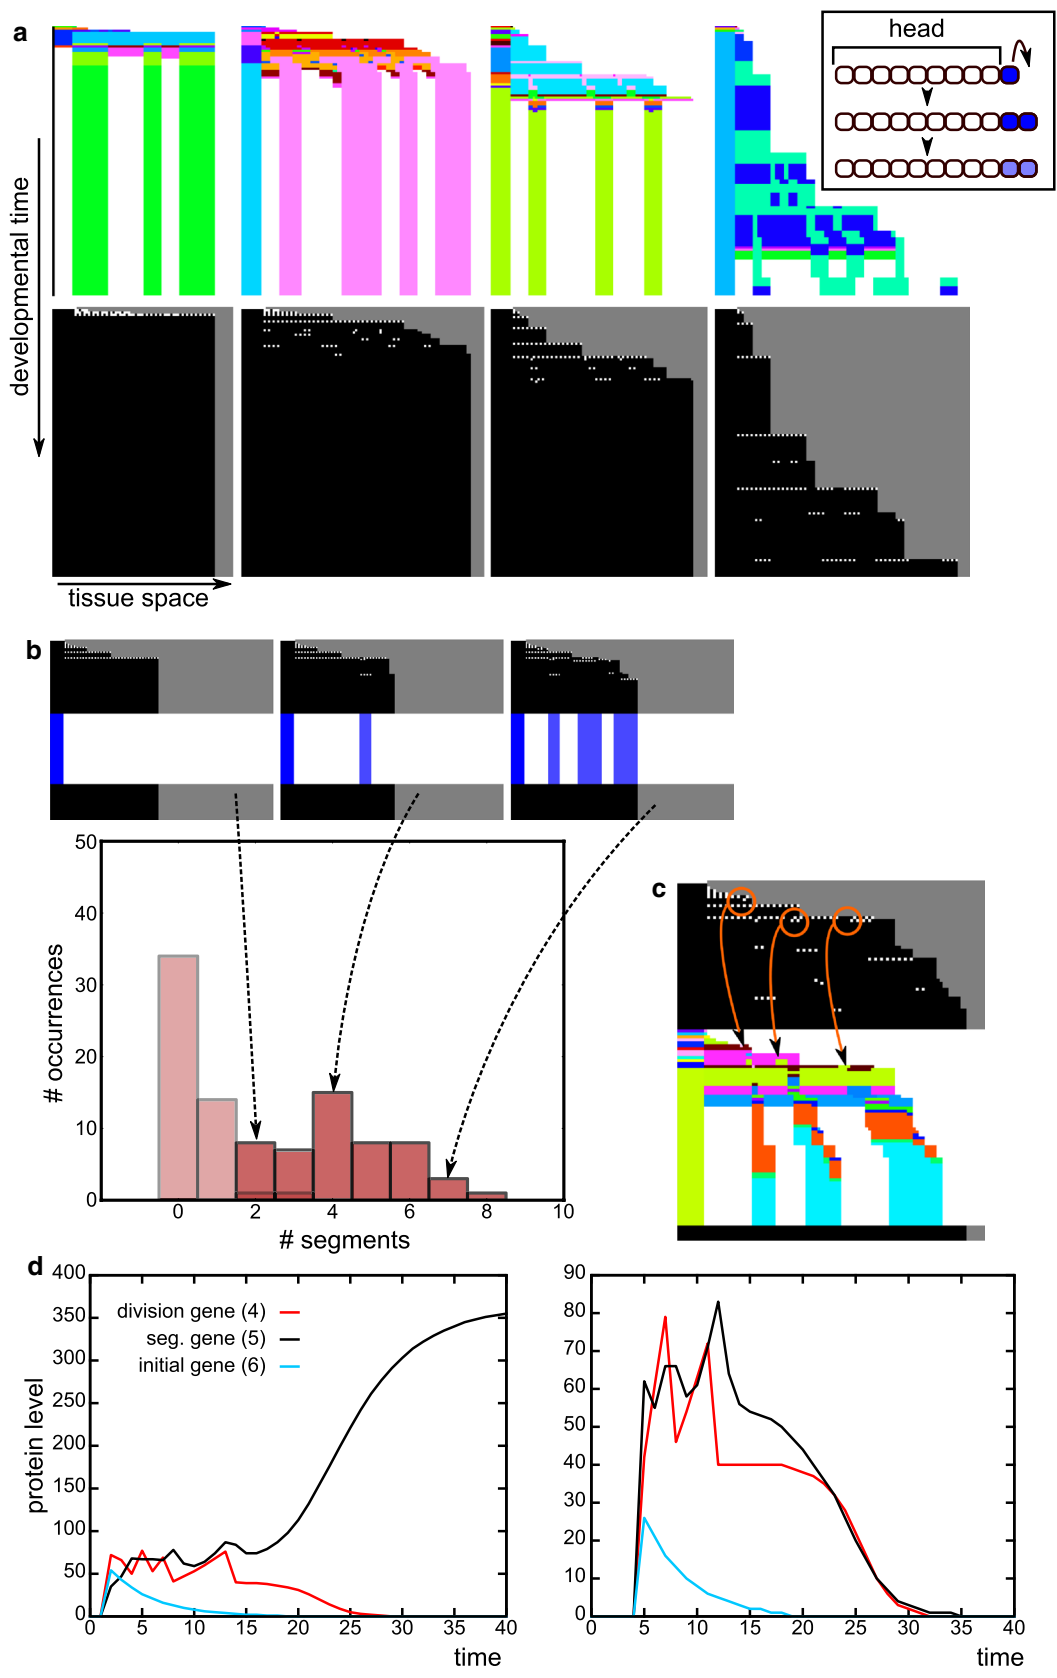 a
head
developmental time
tissue space
b
50
40
30
20
10
0
# occurrences
0 2 4 6 8 10
# segments
c
d
400
350
300
250
200
150
100
50
0
protein level
division gene (4)
seg. gene (5)
initial gene (6)
0 5 10 15 20 25 30 35 40
time
90
80
70
60
50
40
30
20
10
0
0 5 10 15 20 25 30 35 40
time